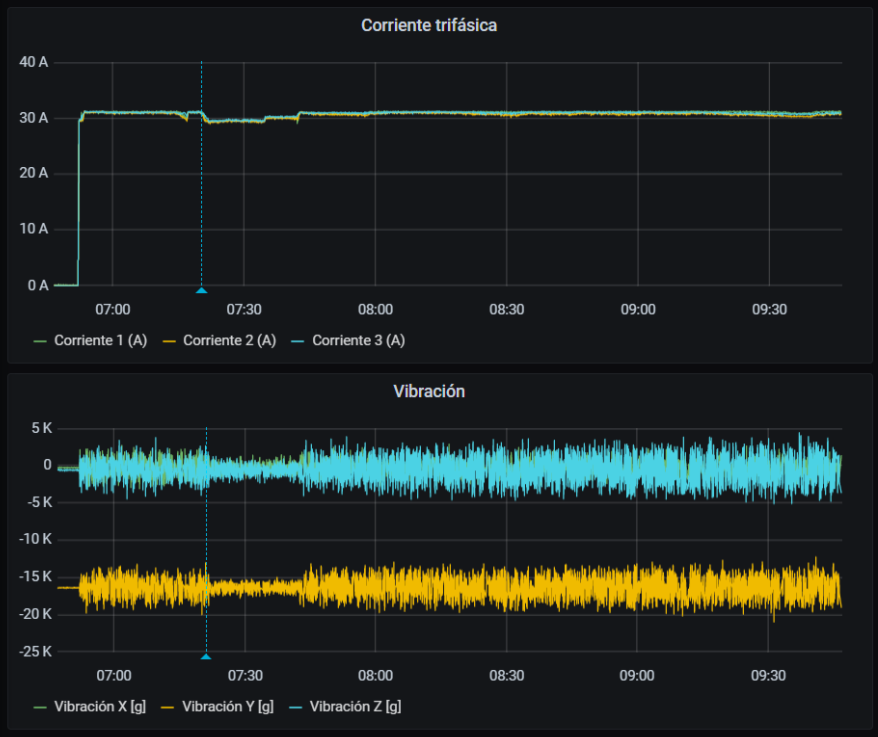 Corriente trifásica
40 A
30 A
20 A
10 A
0 A
07:00 07:30 08:00 08:30 09:00 09:30
Corriente 1 (A) Corriente 2 (A) Corriente 3 (A)
Vibración
5 K
0
-5 K
-10 K
-15 K
-20 K
-25 K
07:00 07:30 08:00 08:30 09:00 09:30
Vibración X [g] Vibración Y [g] Vibración Z [g]